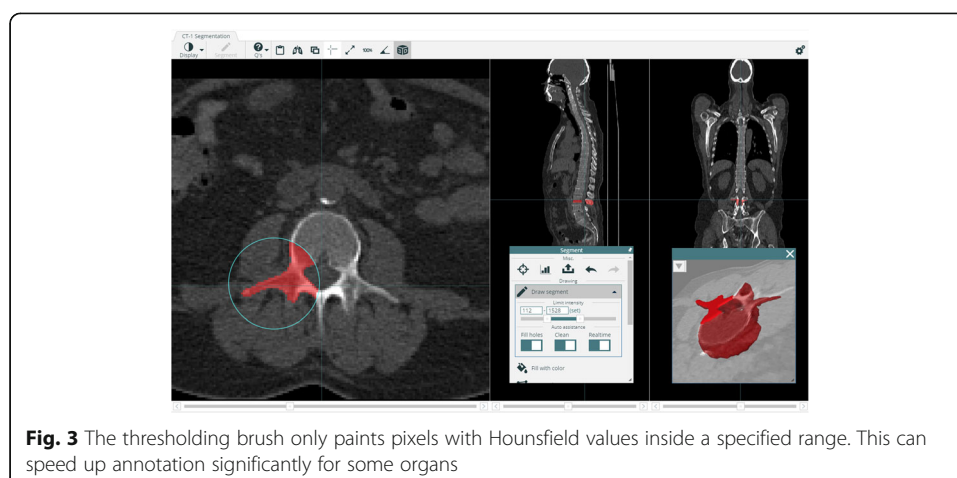 CT-1 Segmentation
Display
Segment
Q's
100%
Segment
Misc.
Drawing
Draw segment
Limit intensity
112 - 1528 (set)
Auto assistance
Fill holes Clean Realtime
Fill with color
Fig. 3 The thresholding brush only paints pixels with Hounsfield values inside a specified range. This can
speed up annotation significantly for some organs